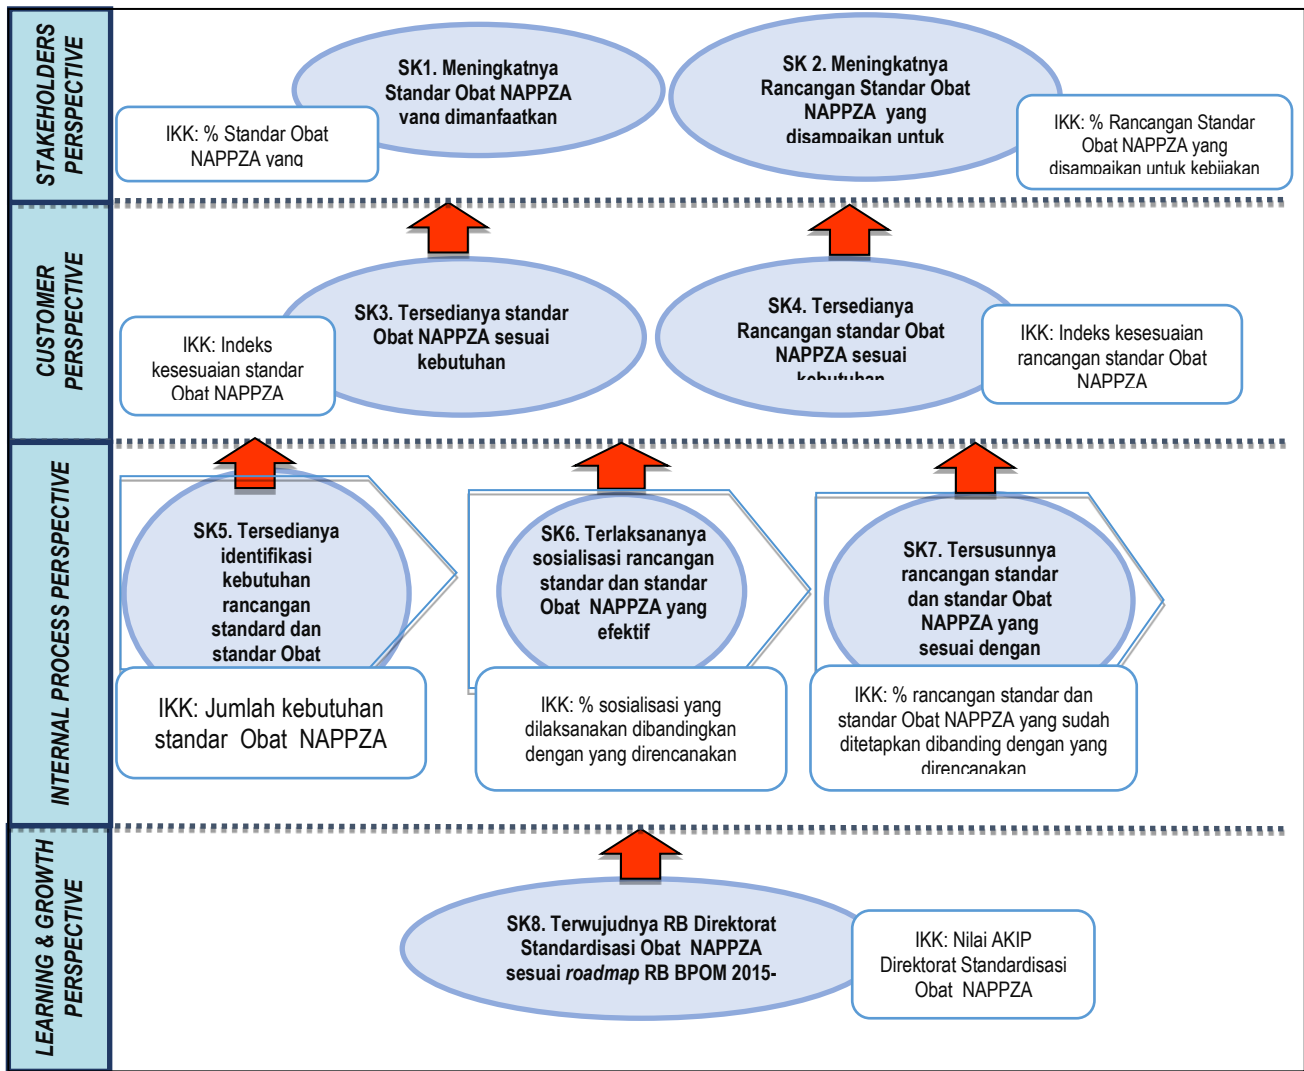 STAKEHOLDERS
PERSPECTIVE
SK1. Meningkatnya
Standar Obat NAPPZA
yang dimanfaatkan
IKK: % Standar Obat
NAPPZA yang
SK 2. Meningkatnya
Rancangan Standar Obat
NAPPZA yang
disampaikan untuk
IKK: % Rancangan Standar
Obat NAPPZA yang
disampaikan untuk kebijakan
CUSTOMER
PERSPECTIVE
SK3. Tersedianya standar
Obat NAPPZA sesuai
kebutuhan
IKK: Indeks
kesesuaian standar
Obat NAPPZA
SK4. Tersedianya
Rancangan standar Obat
NAPPZA sesuai
kebutuhan
IKK: Indeks kesesuaian
rancangan standar Obat
NAPPZA
INTERNAL PROCESS PERSPECTIVE
SK5. Tersedianya
identifikasi
kebutuhan
rancangan
standard dan
standar Obat
IKK: Jumlah kebutuhan
standar Obat NAPPZA
SK6. Terlaksananya
sosialisasi rancangan
standar dan standar
Obat NAPPZA yang
efektif
IKK: % sosialisasi yang
dilaksanakan dibandingkan
dengan yang direncanakan
SK7. Tersusunnya
rancangan standar
dan standar Obat
NAPPZA yang
sesuai dengan
IKK: % rancangan standar dan
standar Obat NAPPZA yang sudah
ditetapkan dibanding dengan yang
direncanakan
LEARNING & GROWTH
PERSPECTIVE
SK8. Terwujudnya RB Direktorat
Standardisasi Obat NAPPZA
sesuai roadmap RB BPOM 2015-
IKK: Nilai AKIP
Direktorat Standardisasi
Obat NAPPZA